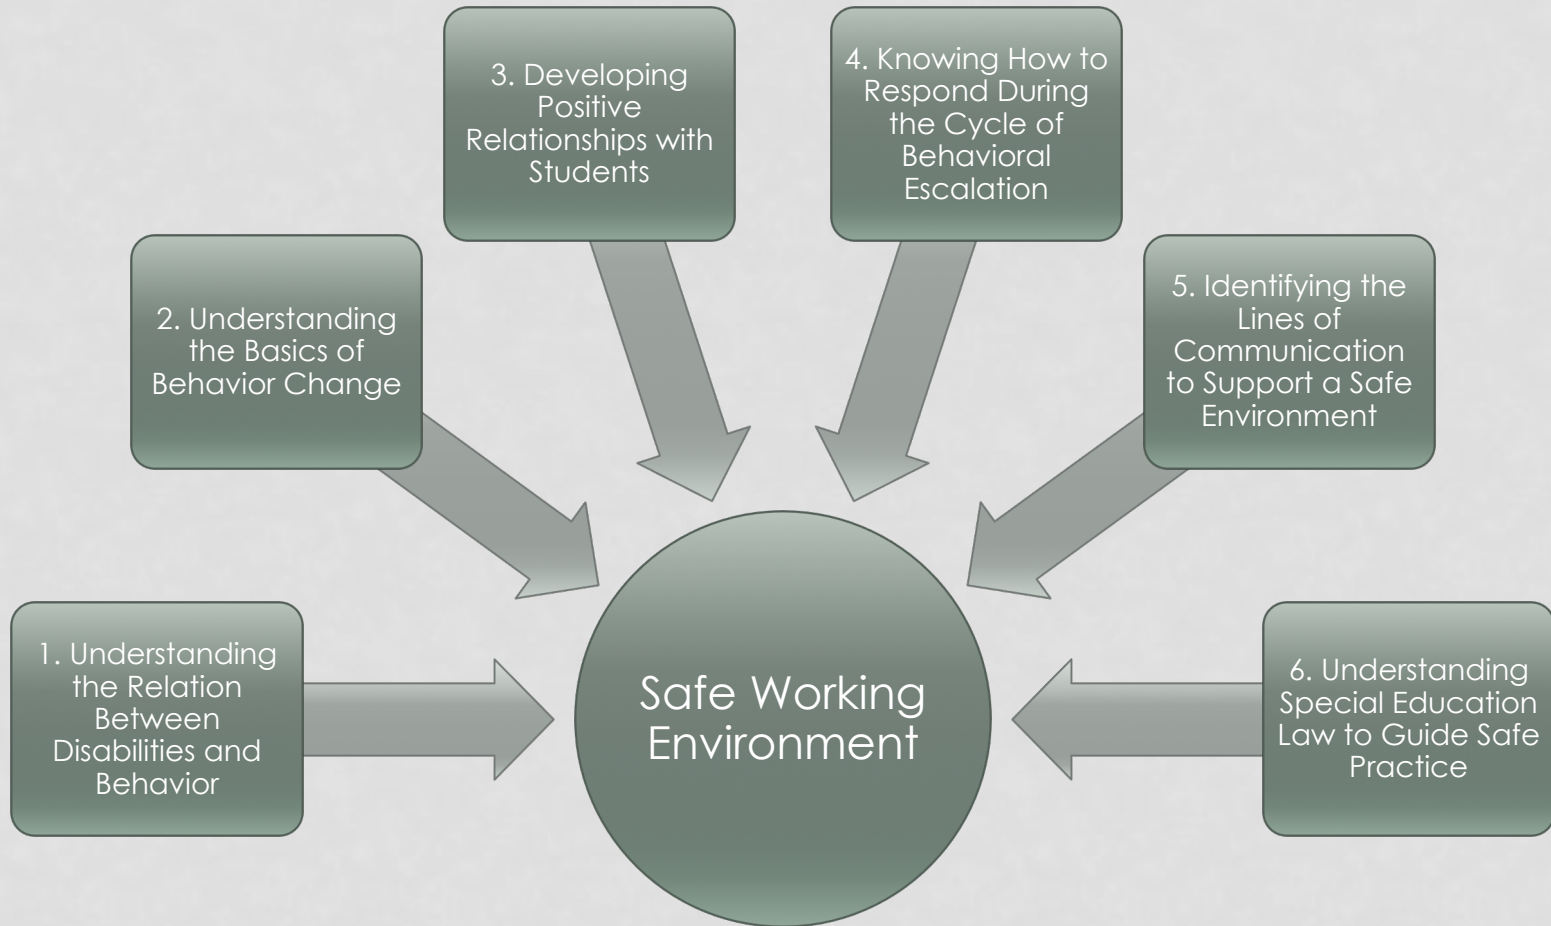 1. Understanding
the Relation
Between
Disabilities and
Behavior
2. Understanding
the Basics of
Behavior Change
3. Developing
Positive
Relationships with
Students
4. Knowing How to
Respond During
the Cycle of
Behavioral
Escalation
5. Identifying the
Lines of
Communication
to Support a Safe
Environment
6. Understanding
Special Education
Law to Guide Safe
Practice
Safe Working
Environment